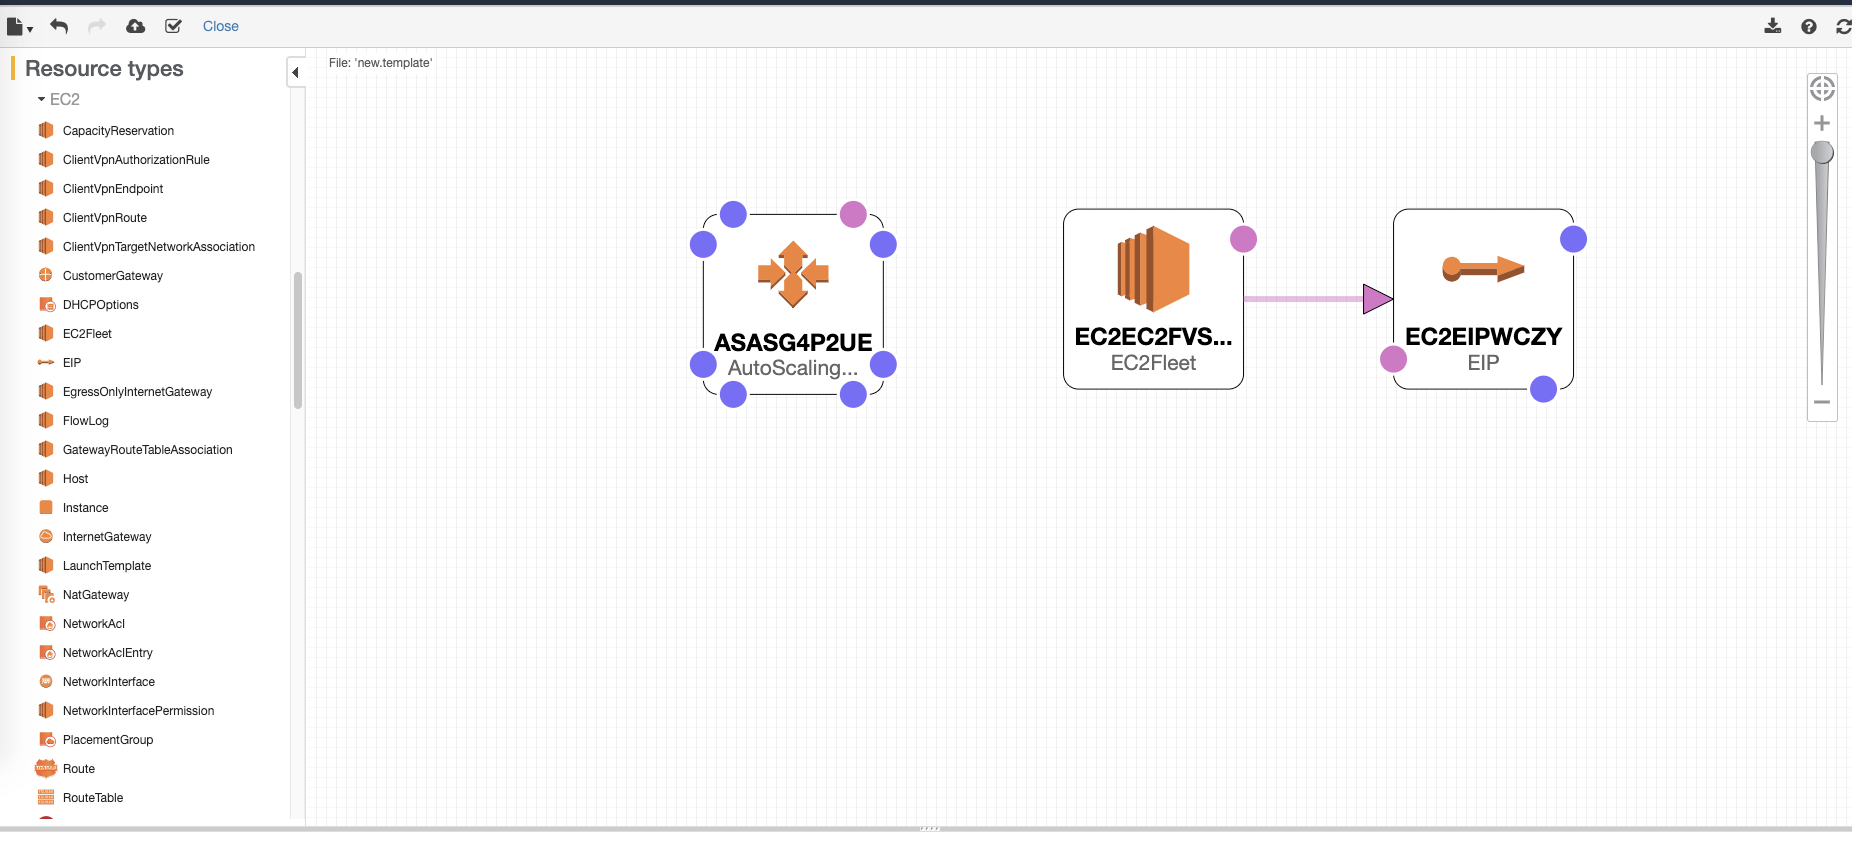 Close
Resource types
File: 'new.template'
EC2
CapacityReservation
ClientVpnAuthorizationRule
ClientVpnEndpoint
ClientVpnRoute
ClientVpnTargetNetworkAssociation
CustomerGateway
DHCPOptions
EC2Fleet
EIP
EgressOnlyInternetGateway
FlowLog
GatewayRouteTableAssociation
Host
Instance
InternetGateway
LaunchTemplate
NatGateway
NetworkAcl
NetworkAclEntry
NetworkInterface
NetworkInterfacePermission
PlacementGroup
Route
RouteTable
ASASG4P2UE
AutoScaling...
EC2EC2FVS...
EC2Fleet
EC2EIPWCZY
EIP